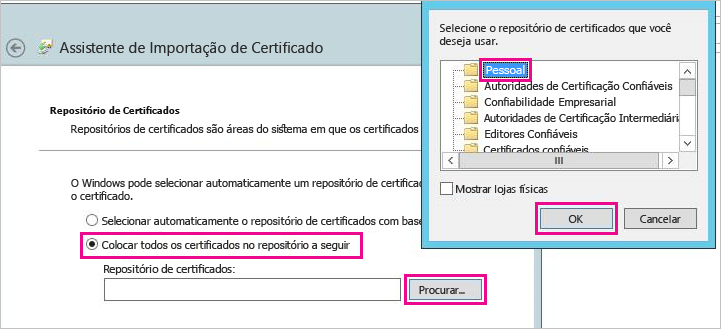 Assistente de Importação de Certificado
Repositório de Certificados
Repositórios de certificados são áreas do sistema em que os certificados
O Windows pode selecionar automaticamente um repositório de
o certificado.
Selecionar automaticamente o repositório de certificados com
Colocar todos os certificados no repositório a seguir
Repositório de certificados:
Procurar...
Selecione o repositório de certificados que você
deseja usar.
Pessoal
Autoridades de Certificação Confiáveis
Confiabilidade Empresarial
Autoridades de Certificação
Editores Confiáveis
Certificados confiáveis
Mostrar lojas físicas
OK
Cancelar